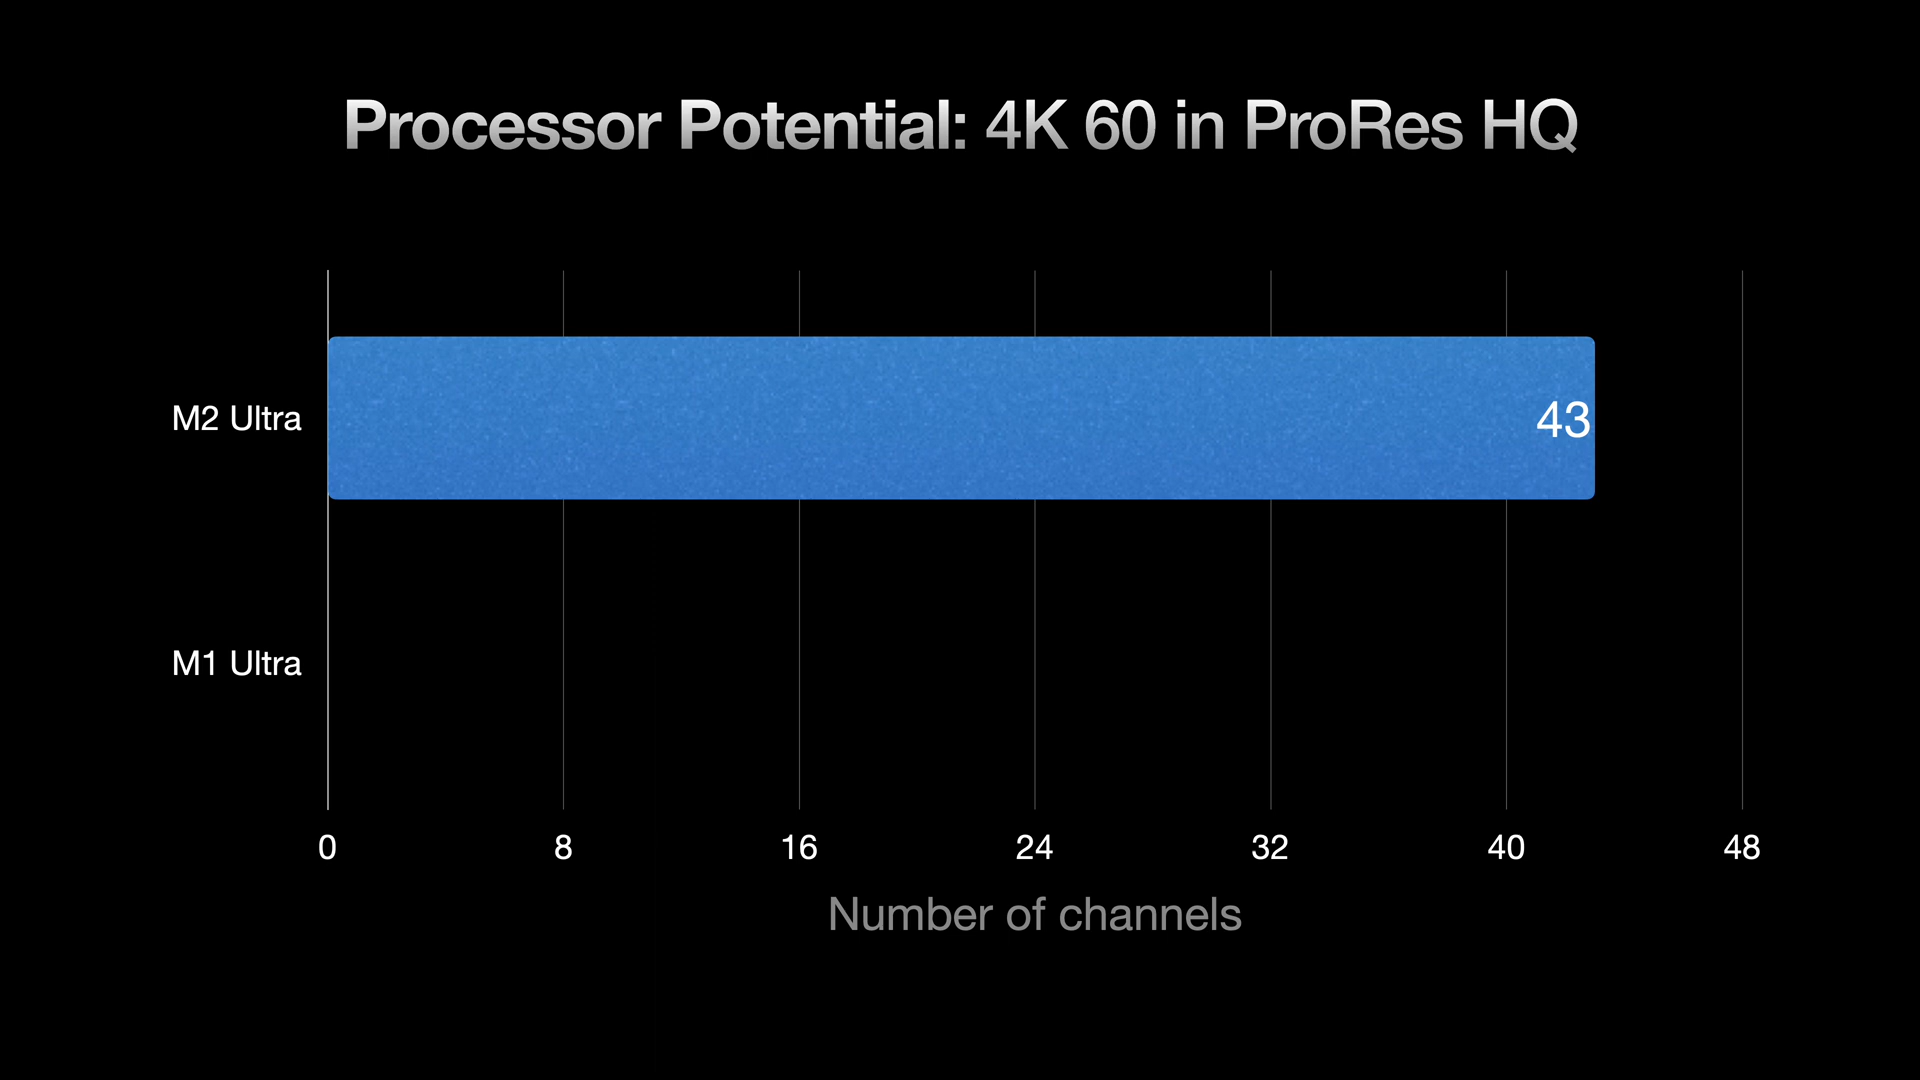 Processor Potential: 4K 60 in ProRes HQ
M2 Ultra
43
M1 Ultra
0 8 16 24 32 40 48
Number of channels